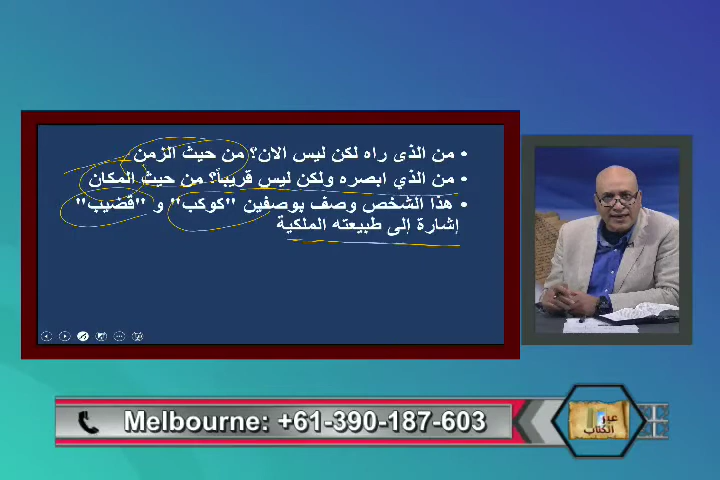 • من الذى راه لكن ليس الان؟ من حيث الزمن
• من الذي ابصره ولكن ليس قريباً؟ من حيث المكان
• هذا الشخص وصف بوصفين "كوكب" و "قضيب"
إشارة إلى طبيعته الملكية
Melbourne: +61-390-187-603
عبر
الكتاب